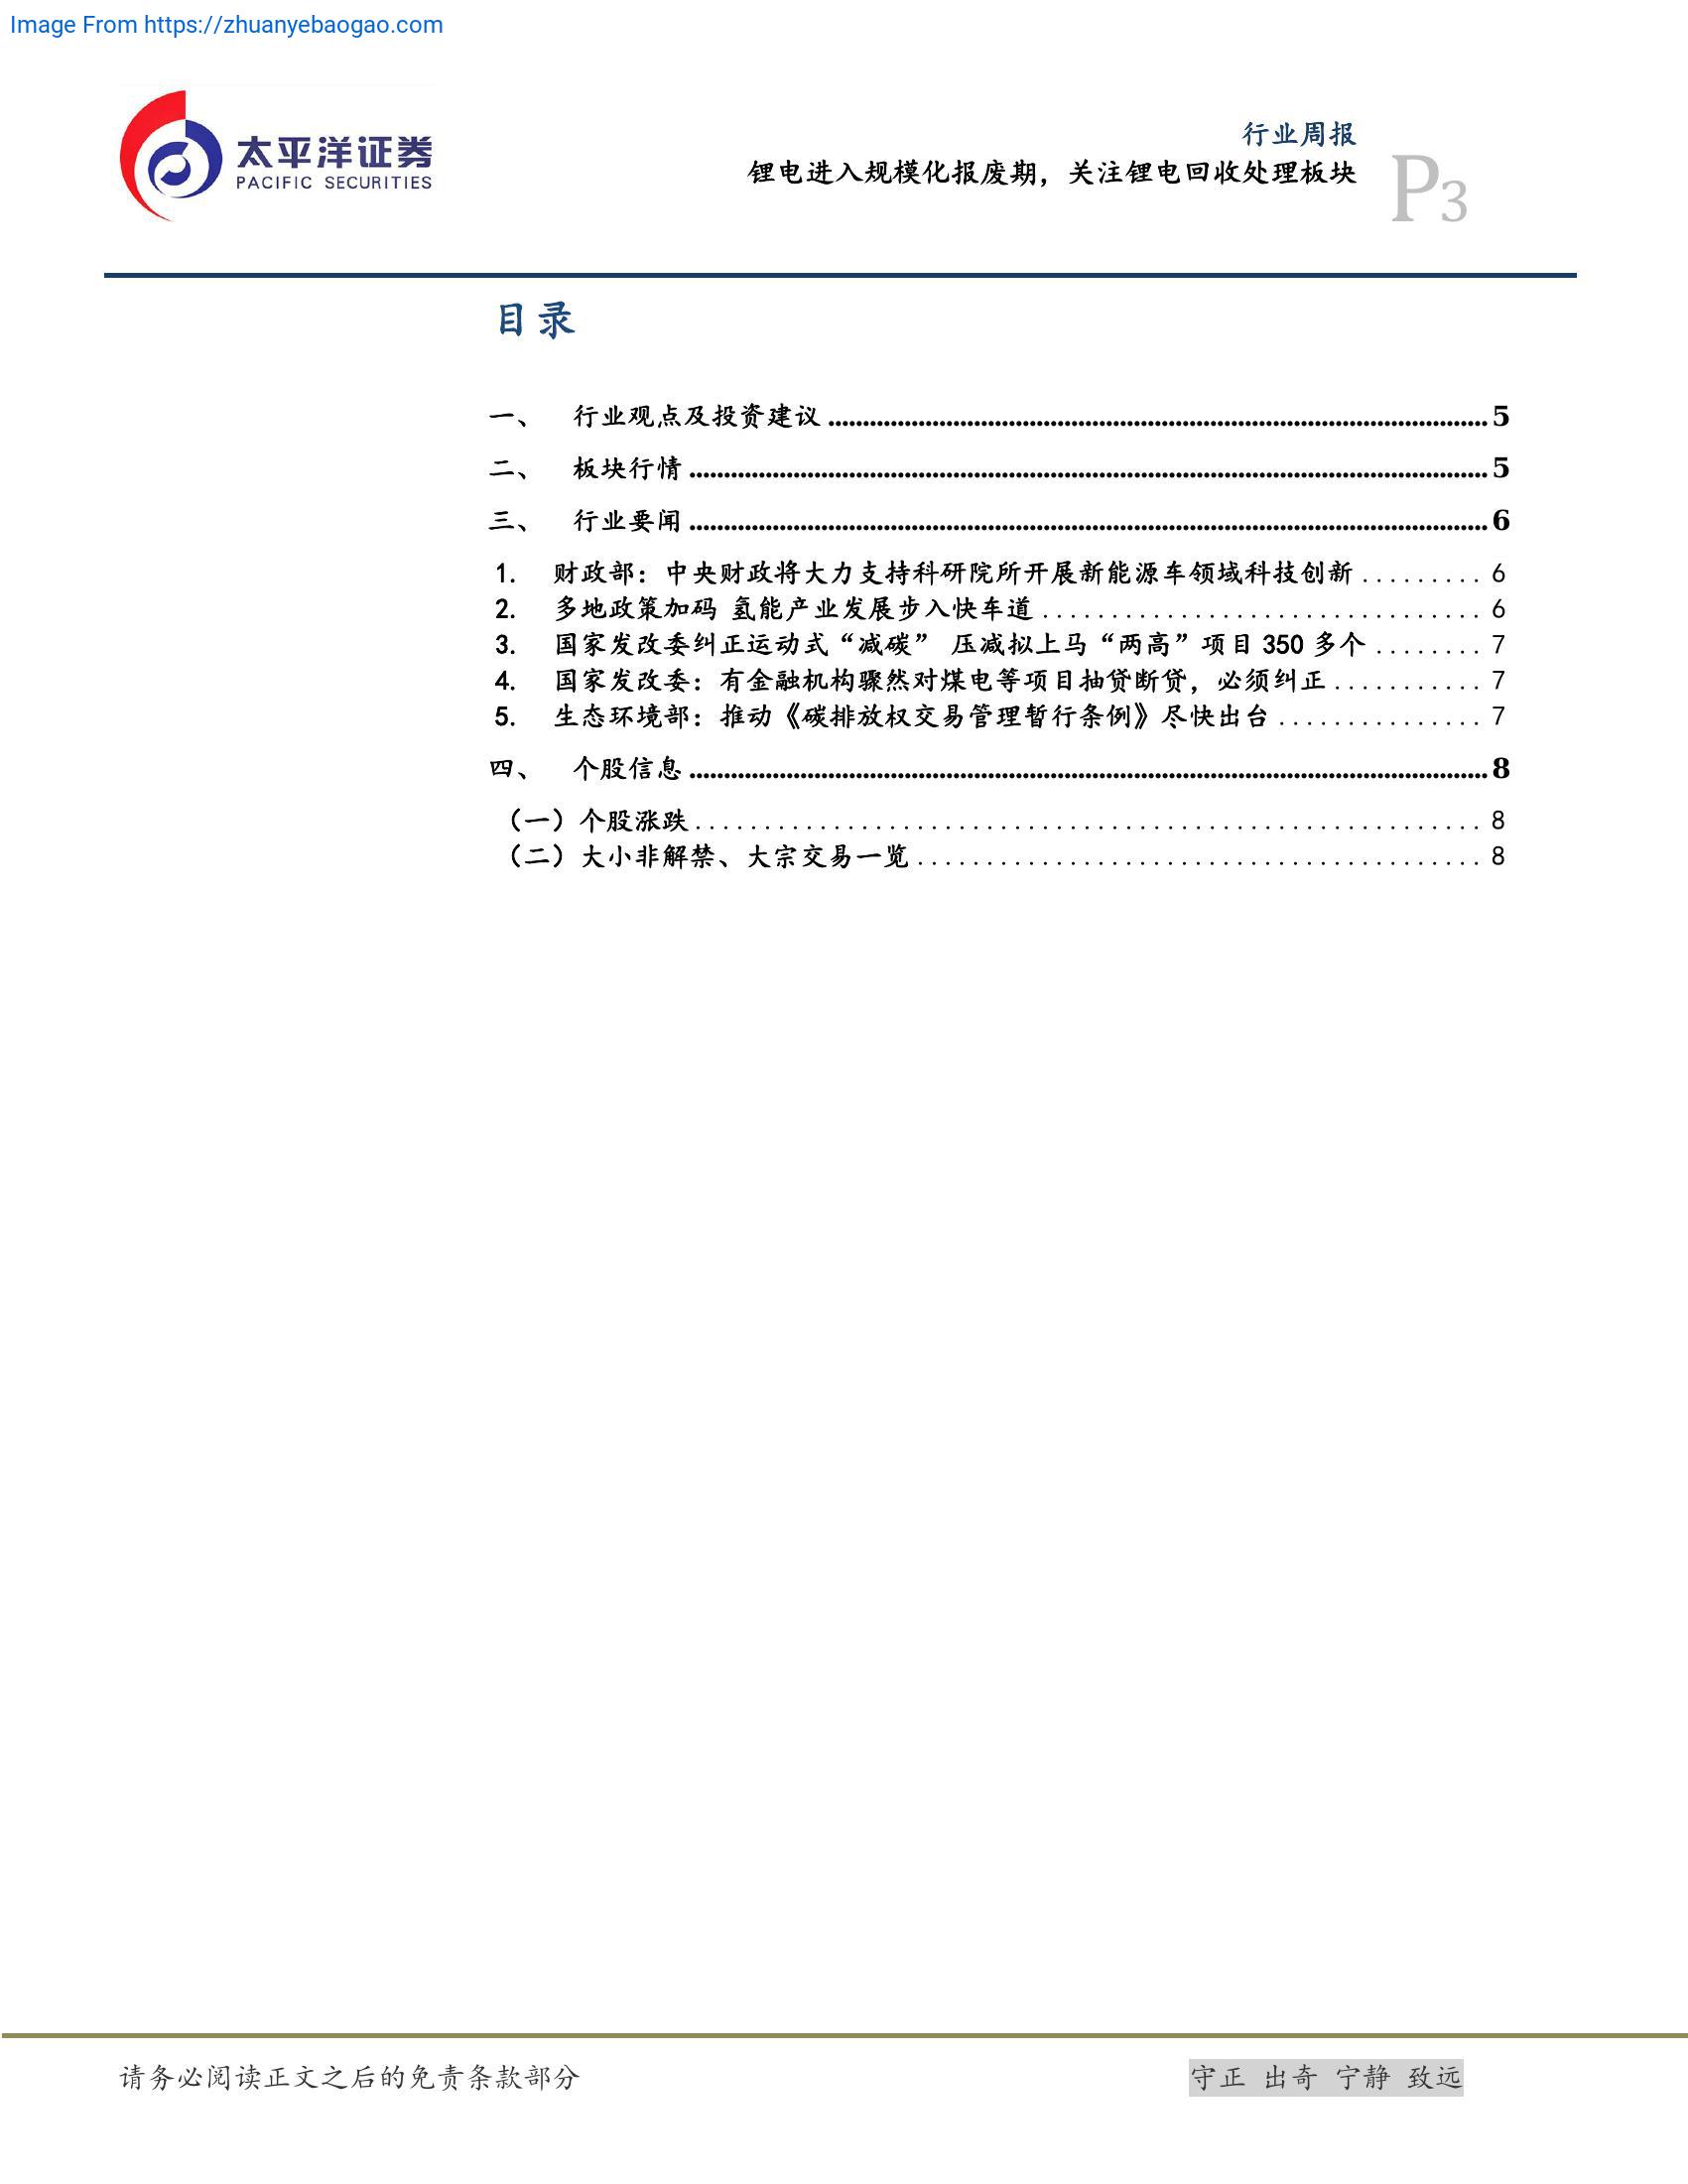 Image From https://zhuanyebaogao.com
太平洋证券
PACIFIC SECURITIES
行业周报
锂电进入规模化报废期，关注锂电回收处理板块
P3
目录
一、 行业观点及投资建议 5
二、 板块行情 5
三、 行业要闻 6
1. 财政部：中央财政将大力支持科研院所开展新能源车领域科技创新 6
2. 多地政策加码 氢能产业发展步入快车道 6
3. 国家发改委纠正运动式“减碳” 压减拟上马“两高”项目 350 多个 7
4. 国家发改委：有金融机构骤然对煤电等项目抽贷断贷，必须纠正 7
5. 生态环境部：推动《碳排放权交易管理暂行条例》尽快出台 7
四、 个股信息 8
（一）个股涨跌 8
（二）大小非解禁、大宗交易一览 8
请务必阅读正文之后的免责条款部分
守正 出奇 宁静 致远